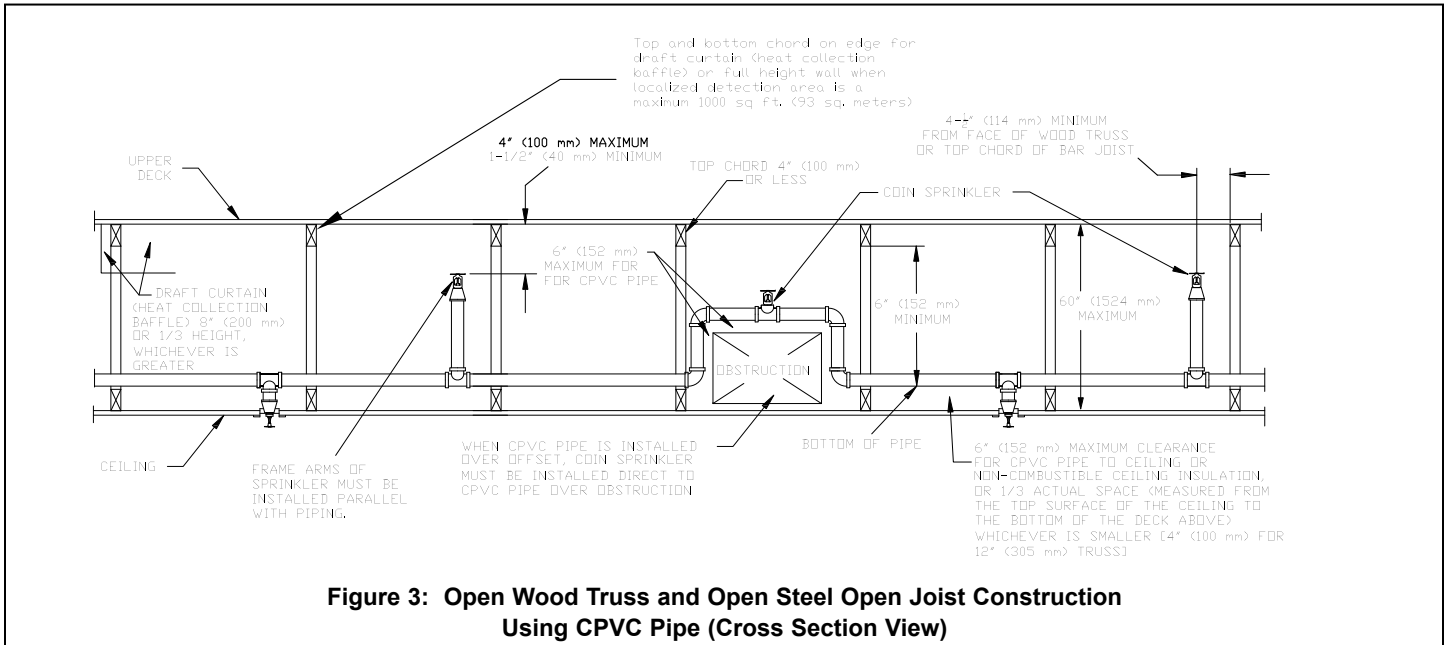 Top and bottom chord on edge for
draft curtain (heat collection
baffle) or full height wall when
localized detection area is a
maximum 1000 sq ft. (93 sq. meters)
4-½" (114 mm) MINIMUM
FROM FACE OF WOOD TRUSS
OR TOP CHORD OF BAR JOIST
4" (100 mm) MAXIMUM
1-1/2" (40 mm) MINIMUM
UPPER
DECK
TOP CHORD 4" (100 mm)
OR LESS
COIN SPRINKLER
6" (152 mm)
MAXIMUM FOR
FOR CPVC PIPE
DRAFT CURTAIN
(HEAT COLLECTION
BAFFLE) 8" (200 mm)
OR 1/3 HEIGHT,
WHICHEVER IS
GREATER
6" (152 mm)
MINIMUM
60" (1524 mm)
MAXIMUM
OBSTRUCTION
CEILING
FRAME ARMS OF
SPRINKLER MUST BE
INSTALLED PARALLEL
WITH PIPING.
WHEN CPVC PIPE IS INSTALLED
OVER OFFSET, COIN SPRINKLER
MUST BE INSTALLED DIRECT TO
CPVC PIPE OVER OBSTRUCTION
BOTTOM OF PIPE
6" (152 mm) MAXIMUM CLEARANCE
FOR CPVC PIPE TO CEILING OR
NON-COMBUSTIBLE CEILING INSULATION,
OR 1/3 ACTUAL SPACE (MEASURED FROM
THE TOP SURFACE OF THE CEILING TO
THE BOTTOM OF THE DECK ABOVE)
WHICHEVER IS SMALLER [4" (100 mm) FOR
12" (305 mm) TRUSS]
Figure 3: Open Wood Truss and Open Steel Open Joist Construction
Using CPVC Pipe (Cross Section View)